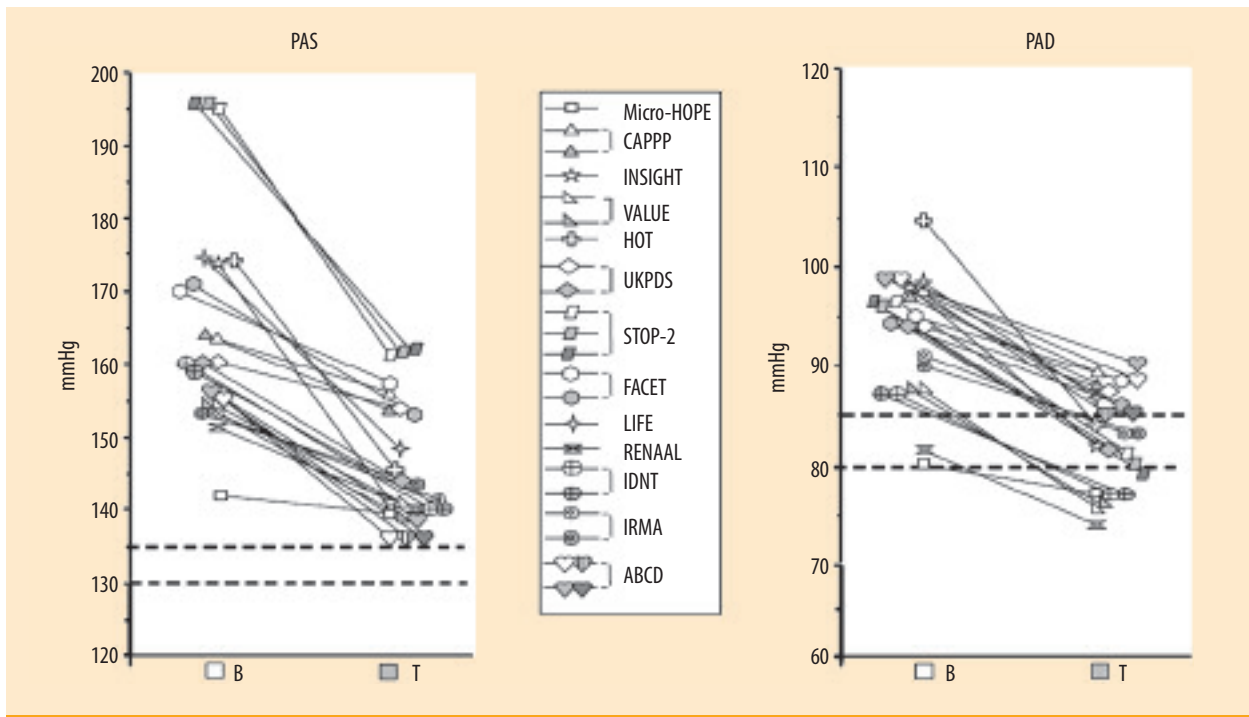 PAS
mmHg
200
190
180
170
160
150
140
130
120
B T
Micro-HOPE
CAPPP
INSIGHT
VALUE
HOT
UKPDS
STOP-2
FACET
LIFE
RENAAL
IDNT
IRMA
ABCD
PAD
mmHg
120
110
100
90
80
70
60
B T